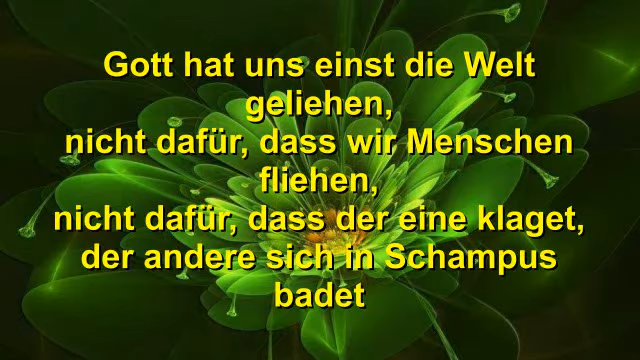 Gott hat uns einst die Welt
geliehen,
nicht dafür, dass wir Menschen
fliehen,
nicht dafür, dass der eine klaget,
der andere sich in Schampus
badet